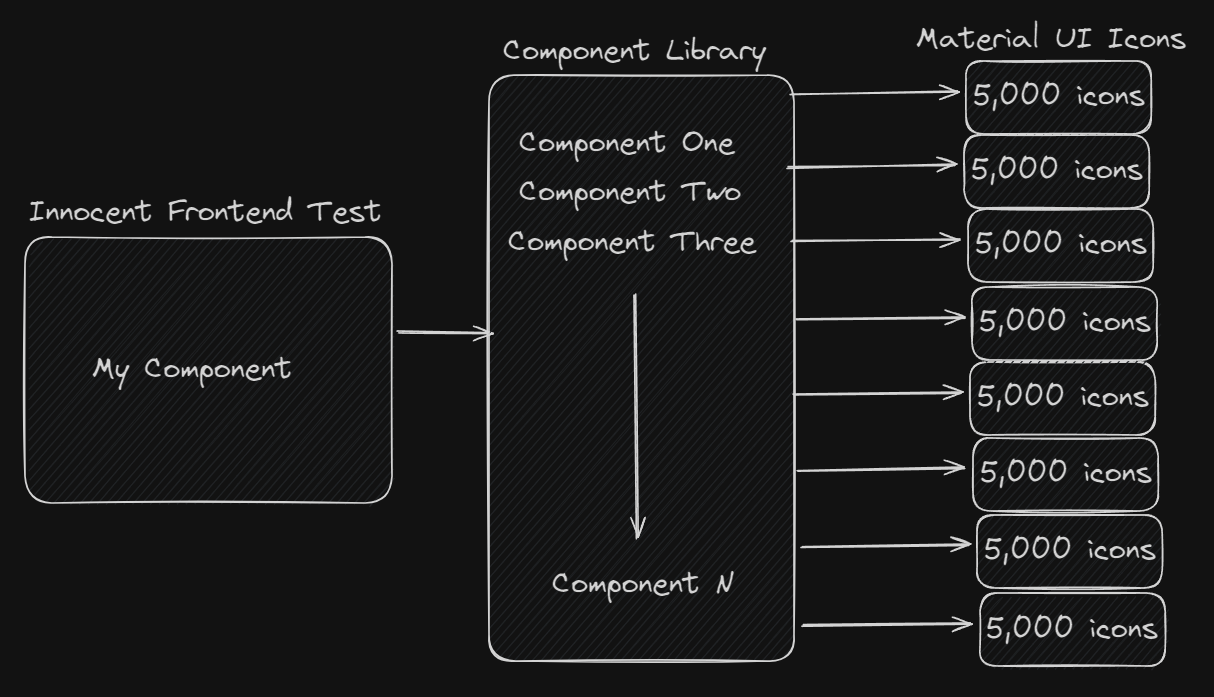 Innocent Frontend Test
My Component
Component Library
Component One
Component Two
Component Three
Component N
Material UI Icons
5,000 icons
5,000 icons
5,000 icons
5,000 icons
5,000 icons
5,000 icons
5,000 icons
5,000 icons